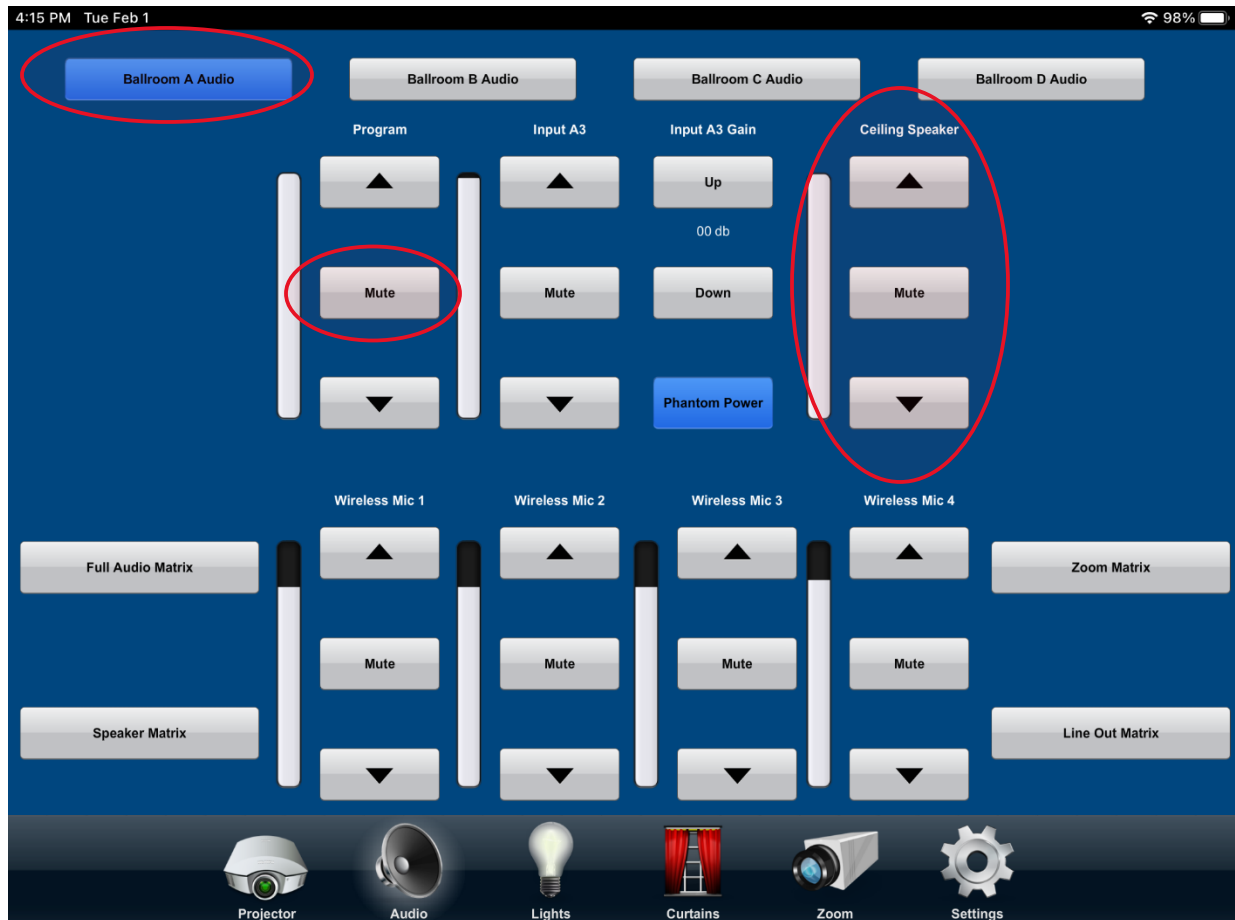 4:15 PM Tue Feb 1 98%
Ballroom A Audio Ballroom B Audio Ballroom C Audio Ballroom D Audio
Program Input A3 Input A3 Gain Ceiling Speaker
Up
00 db
Mute Mute Down Mute
Phantom Power
Wireless Mic 1 Wireless Mic 2 Wireless Mic 3 Wireless Mic 4
Full Audio Matrix Zoom Matrix
Mute Mute Mute Mute
Speaker Matrix Line Out Matrix
Projector Audio Lights Curtains Zoom Settings